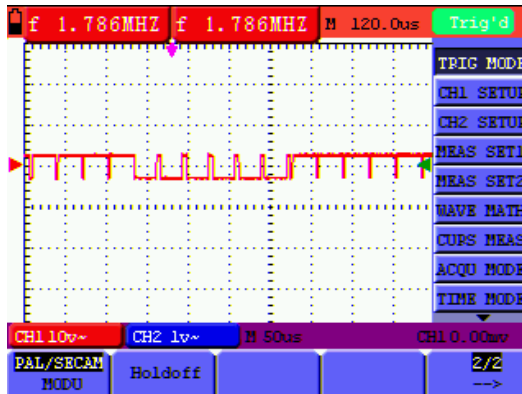 f 1.786MHZ f 1.786MHZ M 120.0us Trig'd
TRIG MODE
CH1 SETUP
CH2 SETUP
MEAS SET1
MEAS SET2
WAVE MATH
CURS MEAS
ACQU MODE
TIME MODE
CH1 10v~ CH2 1v~ M 50us CH1 0.00mv
PAL/SECAM
MODU
Holdoff
2/2
-->